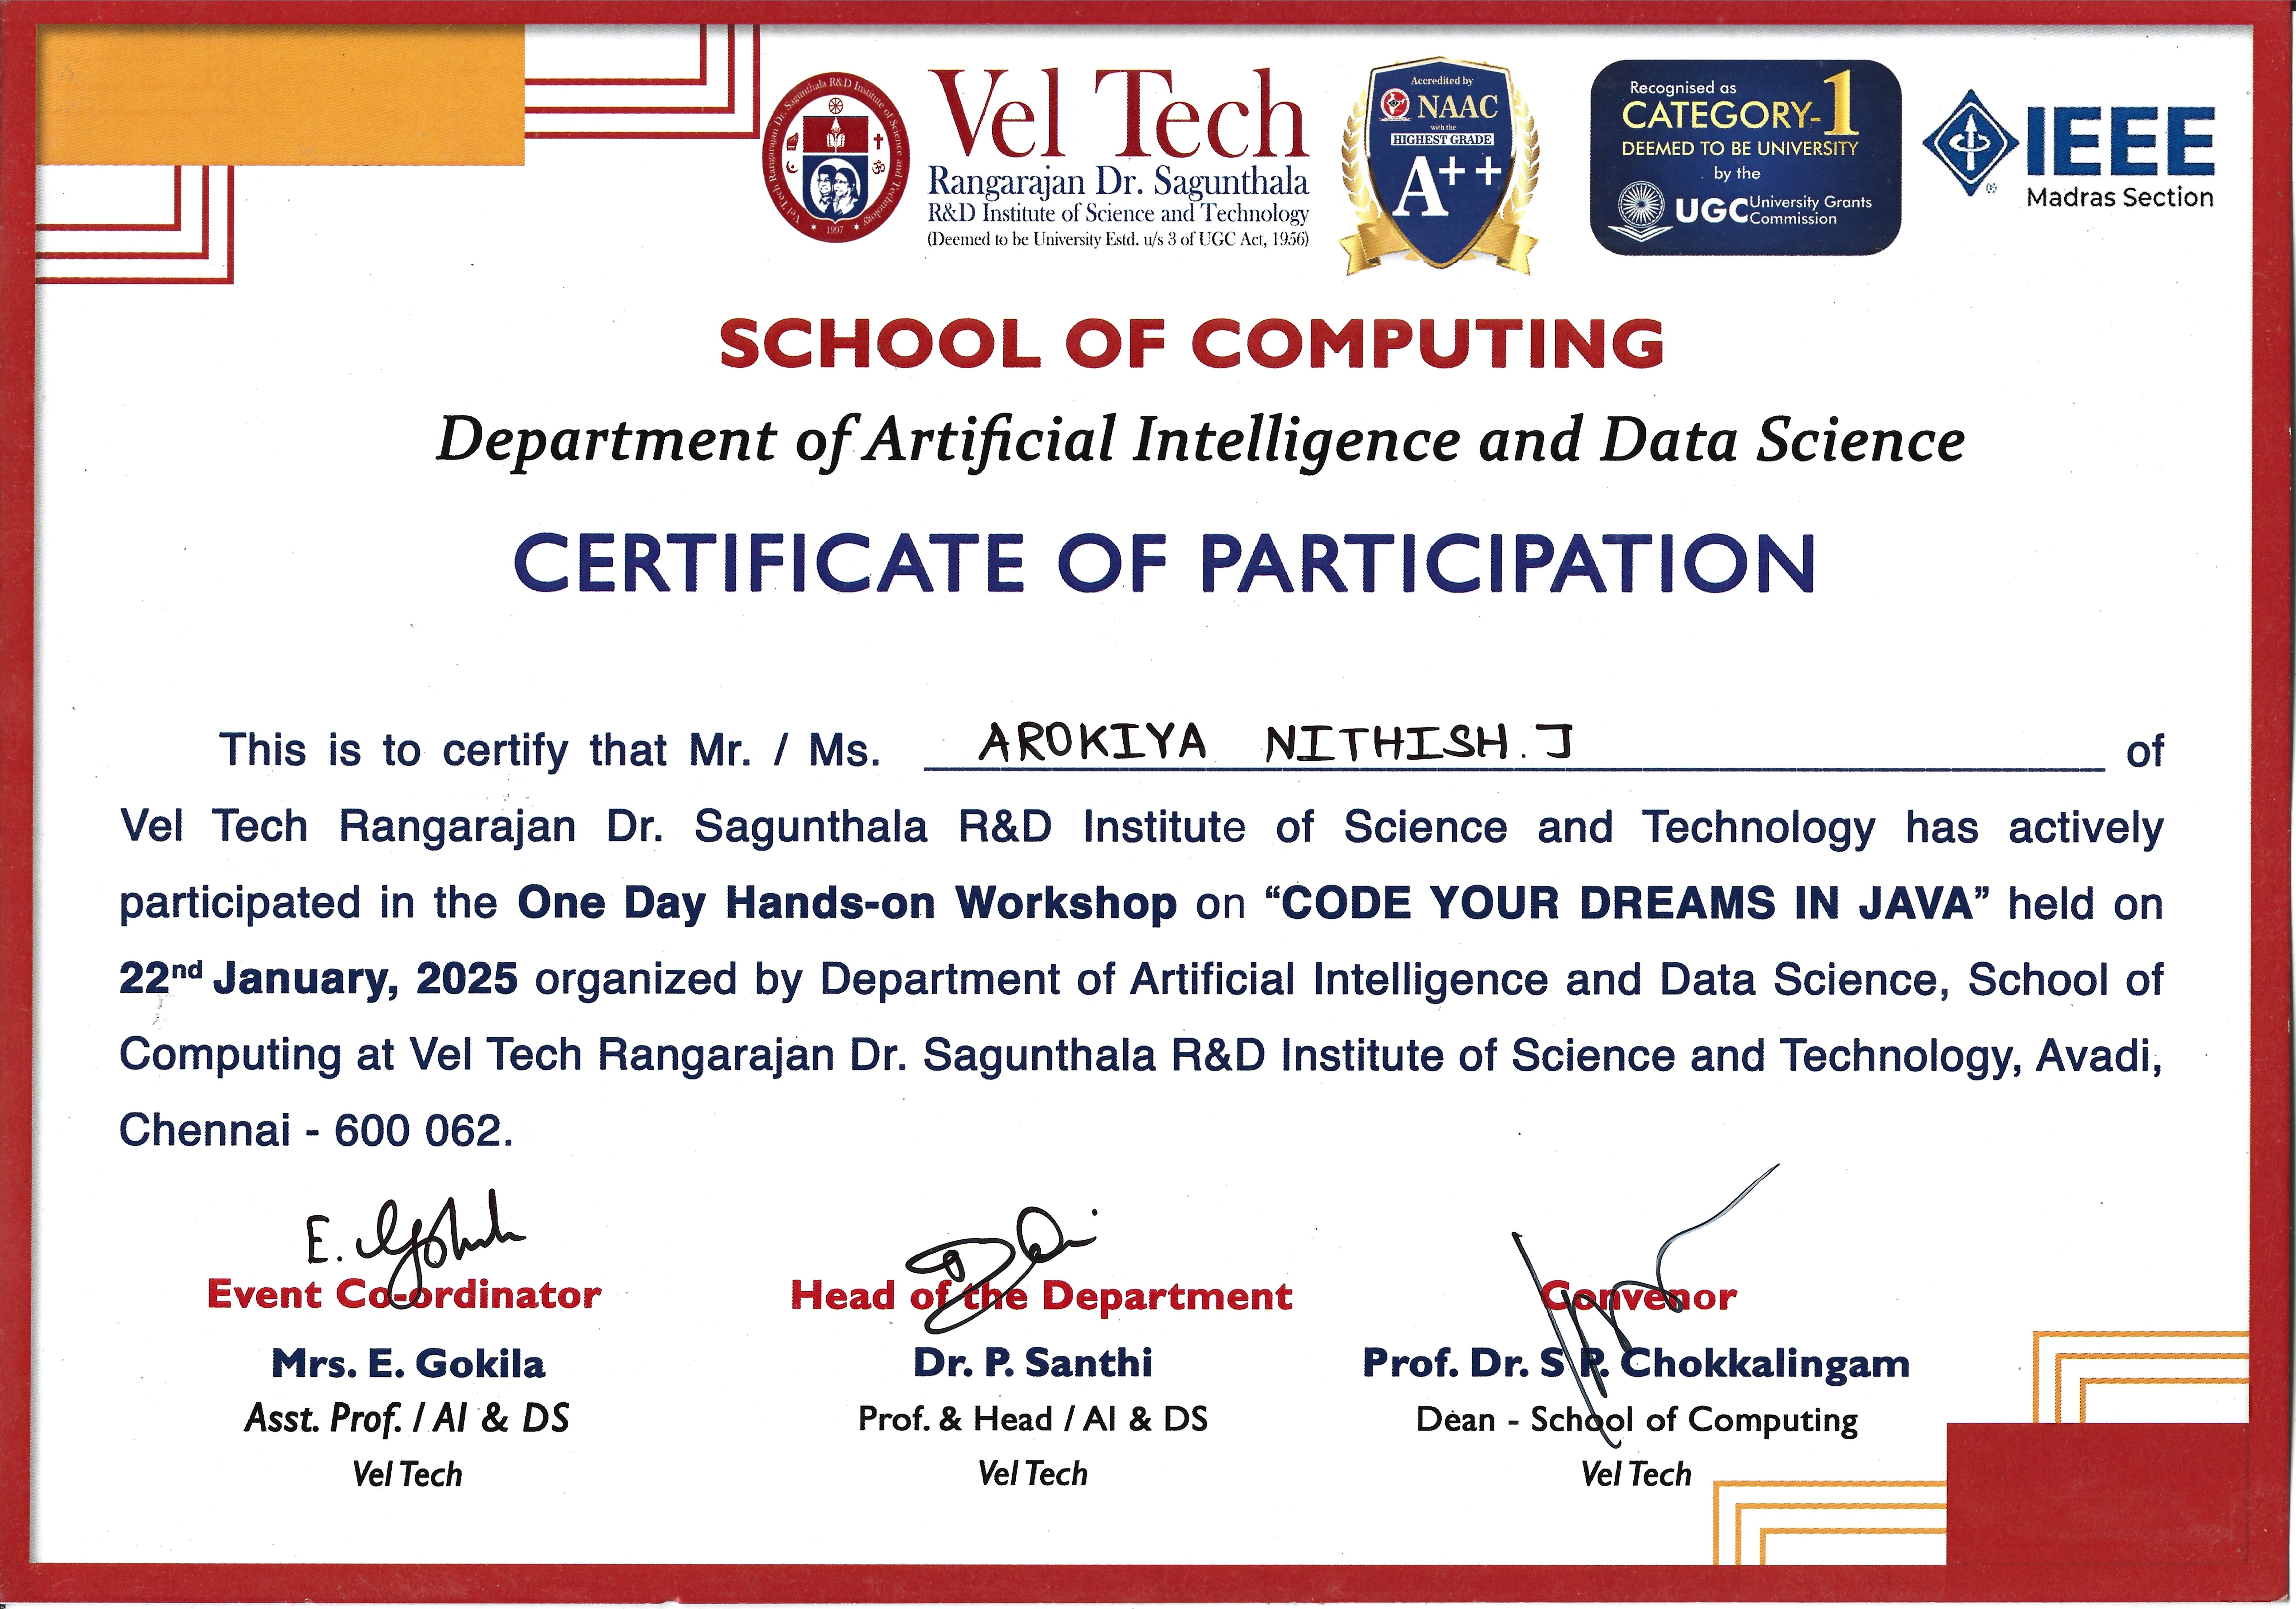 Vel Tech Rangarajan Dr. Sagunthala R&D Institute of Science and Technology
* 1997 *
Vel Tech
Rangarajan Dr. Sagunthala
R&D Institute of Science and Technology
(Deemed to be University Estd. u/s 3 of UGC Act, 1956)
Accredited by
NAAC
with the
HIGHEST GRADE
A++
Recognised as
CATEGORY-1
DEEMED TO BE UNIVERSITY
by the
UGC University Grants
Commission
IEEE
Madras Section
SCHOOL OF COMPUTING
Department of Artificial Intelligence and Data Science
CERTIFICATE OF PARTICIPATION
This is to certify that Mr. / Ms. AROKIYA NITHISH. J of
Vel Tech Rangarajan Dr. Sagunthala R&D Institute of Science and Technology has actively
participated in the One Day Hands-on Workshop on “CODE YOUR DREAMS IN JAVA” held on
22nd January, 2025 organized by Department of Artificial Intelligence and Data Science, School of
Computing at Vel Tech Rangarajan Dr. Sagunthala R&D Institute of Science and Technology, Avadi,
Chennai - 600 062.
E. Gokila
Event Co-ordinator
Mrs. E. Gokila
Asst. Prof. / AI & DS
Vel Tech
Head of the Department
Dr. P. Santhi
Prof. & Head / AI & DS
Vel Tech
Convenor
Prof. Dr. S P. Chokkalingam
Dean - School of Computing
Vel Tech